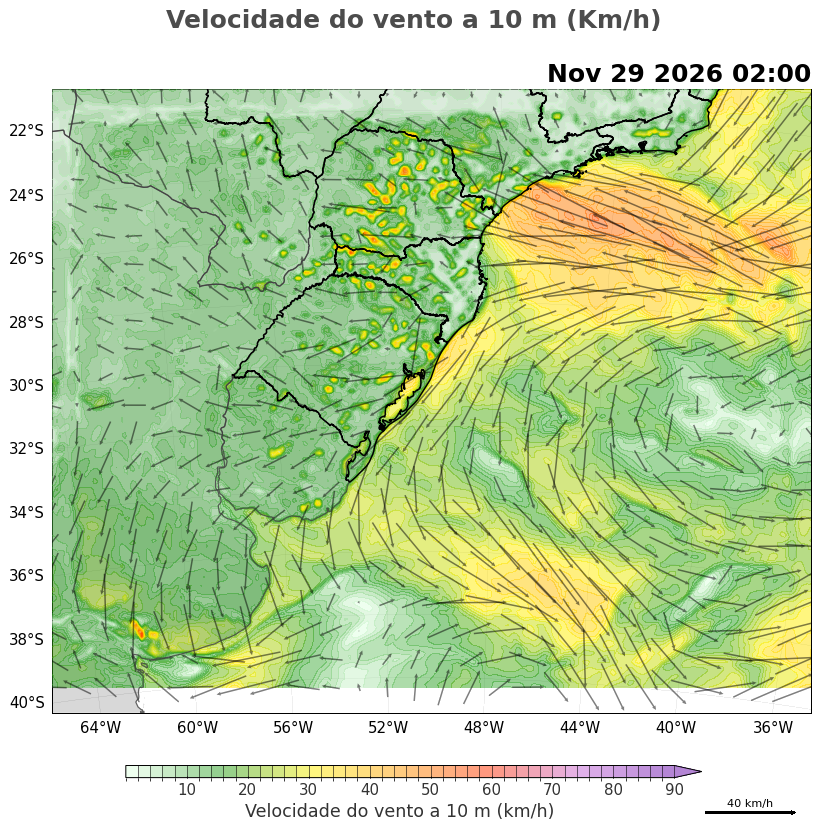 Velocidade do vento a 10 m (Km/h)
Nov 29 2026 02:00
22°S
24°S
26°S
28°S
30°S
32°S
34°S
36°S
38°S
40°S
64°W 60°W 56°W 52°W 48°W 44°W 40°W 36°W
10 20 30 40 50 60 70 80 90
Velocidade do vento a 10 m (km/h)
40 km/h